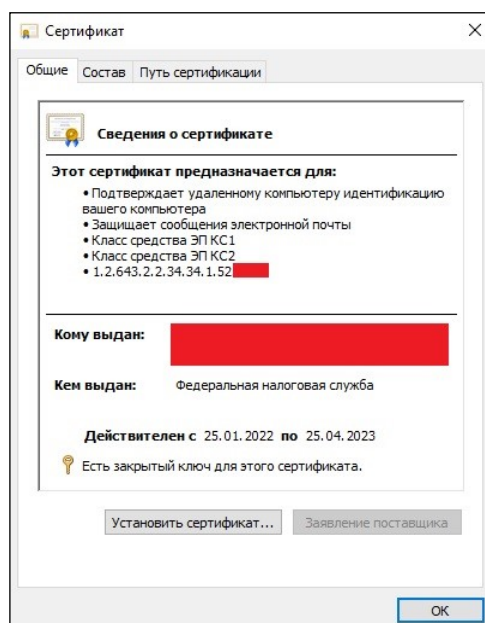 Сертификат
Общие Состав Путь сертификации
Сведения о сертификате
Этот сертификат предназначается для:
• Подтверждает удаленному компьютеру идентификацию
вашего компьютера
• Защищает сообщения электронной почты
• Класс средства ЭП КС1
• Класс средства ЭП КС2
• 1.2.643.2.2.34.34.1.52
Кому выдан:
Кем выдан: Федеральная налоговая служба
Действителен с 25.01.2022 по 25.04.2023
Есть закрытый ключ для этого сертификата.
Установить сертификат... Заявление поставщика
ОК